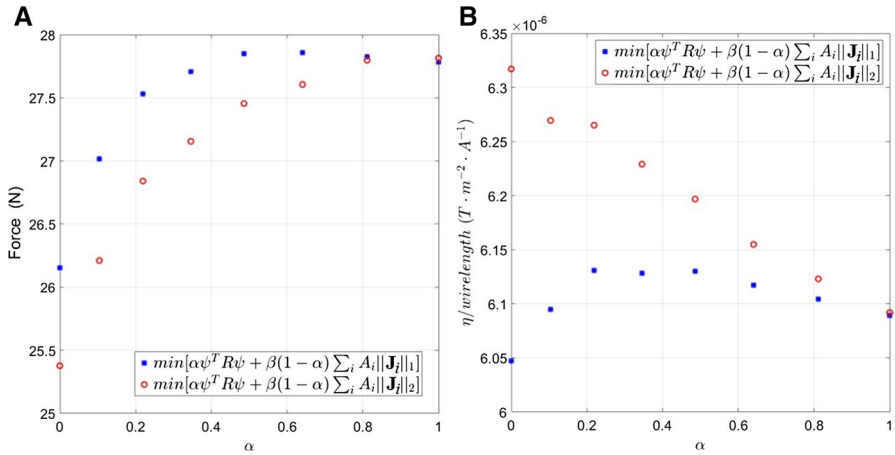 A
28
27.5
27
26.5
26
25.5
25
Force (N)
0
0.2
0.4
0.6
0.8
1
α
min[αψ^T Rψ + β(1 − α) ∑_i A_i||J_i||_1]
min[αψ^T Rψ + β(1 − α) ∑_i A_i||J_i||_2]
B
×10^-6
6.35
6.3
6.25
6.2
6.15
6.1
6.05
6
η/wirelength (T · m^−2 · A^−1)
0
0.2
0.4
0.6
0.8
1
α
min[αψ^T Rψ + β(1 − α) ∑_i A_i||J_i||_1]
min[αψ^T Rψ + β(1 − α) ∑_i A_i||J_i||_2]